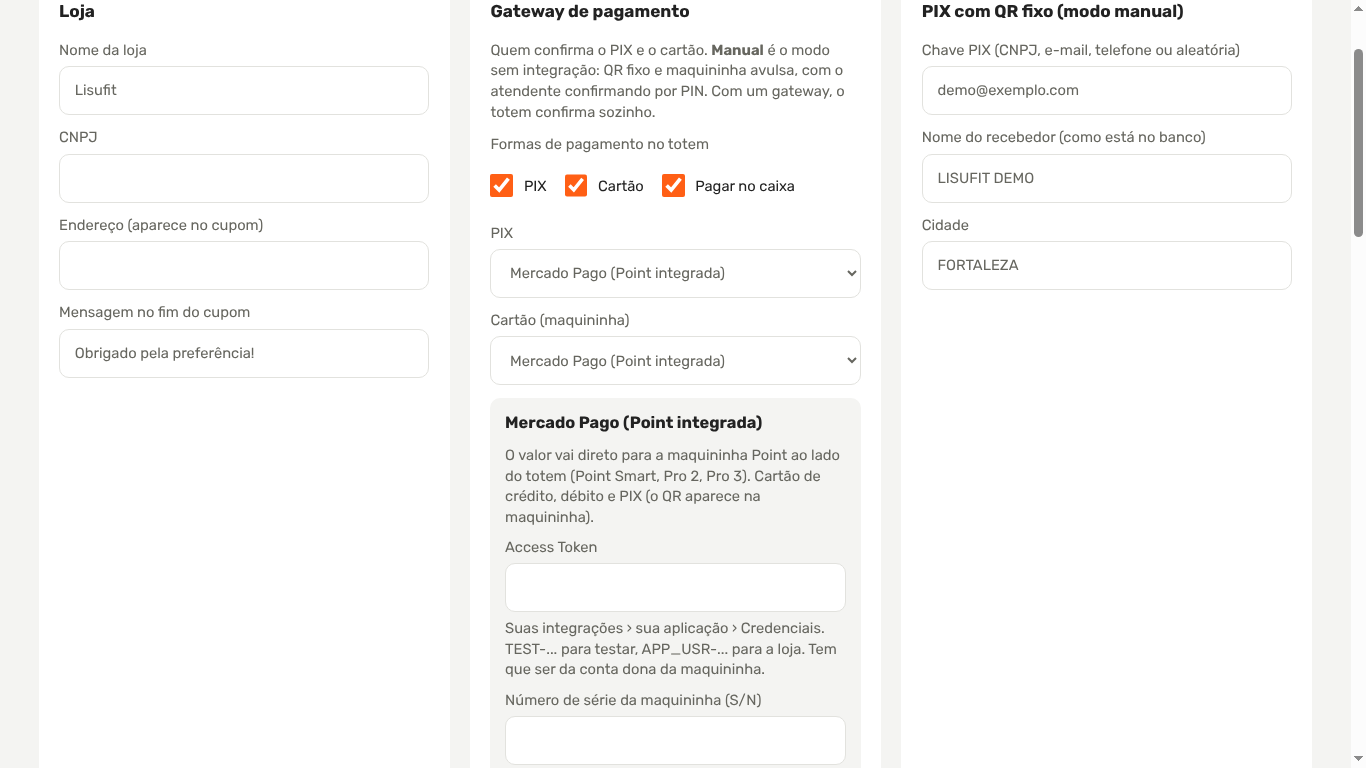 Loja
Nome da loja
Lisufit
CNPJ
Endereço (aparece no cupom)
Mensagem no fim do cupom
Obrigado pela preferência!
Gateway de pagamento
Quem confirma o PIX e o cartão. Manual é o modo
sem integração: QR fixo e maquininha avulsa, com o
atendente confirmando por PIN. Com um gateway, o
totem confirma sozinho.
Formas de pagamento no totem
PIX Cartão Pagar no caixa
PIX
Mercado Pago (Point integrada)
Cartão (maquininha)
Mercado Pago (Point integrada)
Mercado Pago (Point integrada)
O valor vai direto para a maquininha Point ao lado
do totem (Point Smart, Pro 2, Pro 3). Cartão de
crédito, débito e PIX (o QR aparece na
maquininha).
Access Token
Suas integrações › sua aplicação › Credenciais.
TEST-... para testar, APP_USR-... para a loja. Tem
que ser da conta dona da maquininha.
Número de série da maquininha (S/N)
PIX com QR fixo (modo manual)
Chave PIX (CNPJ, e-mail, telefone ou aleatória)
demo@exemplo.com
Nome do recebedor (como está no banco)
LISUFIT DEMO
Cidade
FORTALEZA